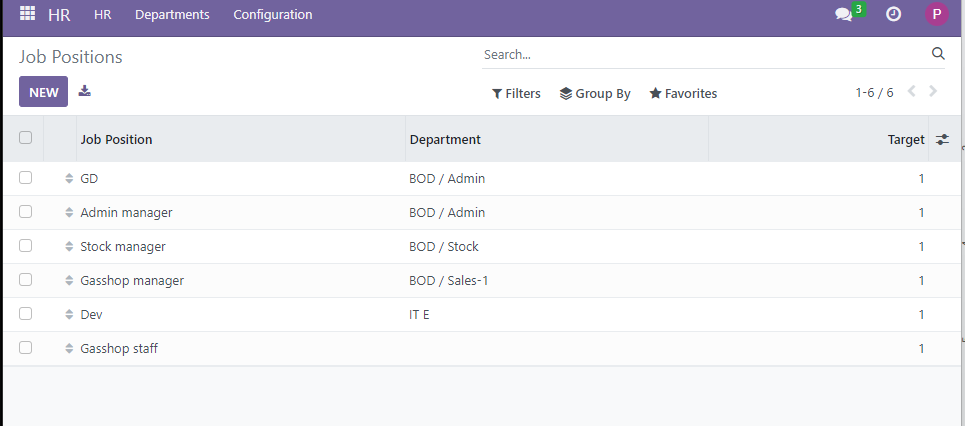 HR HR Departments Configuration 3 P
Job Positions Search...
NEW Filters Group By Favorites 1-6 / 6
Job Position Department Target
GD BOD / Admin 1
Admin manager BOD / Admin 1
Stock manager BOD / Stock 1
Gasshop manager BOD / Sales-1 1
Dev IT E 1
Gasshop staff 1